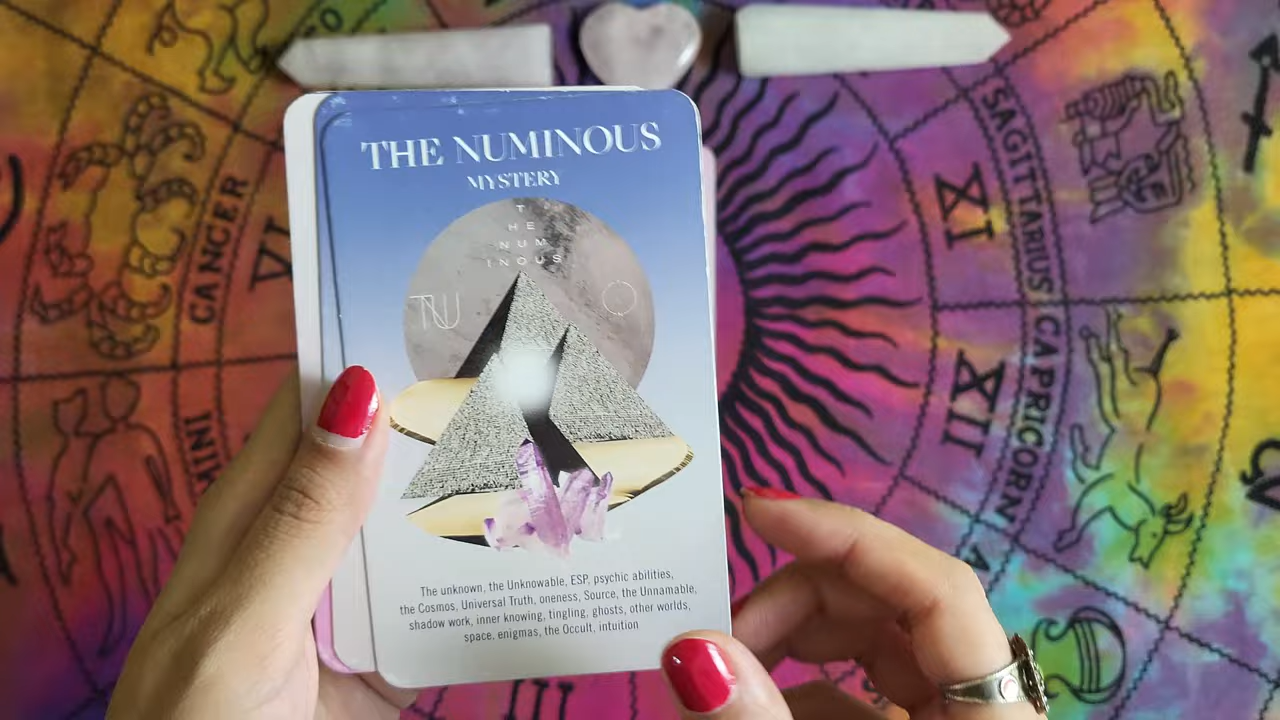 THE NUMINOUS
MYSTERY
T
HE
NUM
INOUS
TNU
The unknown, the Unknowable, ESP, psychic abilities,
the Cosmos, Universal Truth, oneness, Source, the Unnamable,
shadow work, inner knowing, tingling, ghosts, other worlds,
space, enigmas, the Occult, intuition
CANCER
VI
SAGITTARIUS
XI
CAPRICORN
XII